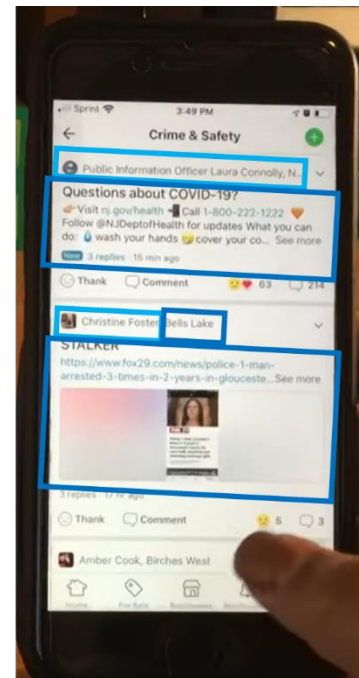 Sprint 3:49 PM
Crime & Safety
Public Information Officer Laura Connolly, N...
Questions about COVID-19?
Visit nj.gov/health Call 1-800-222-1222
Follow @NJDeptofHealth for updates What you can
do: wash your hands cover your co... See more
New 3 replies · 15 min ago
Thank Comment 63 214
Christine Foster, Bells Lake
STALKER
https://www.fox29.com/news/police-1-man-
arrested-3-times-in-2-years-in-glouceste... See more
FOX 29
3 replies · 17 hr ago
Thank Comment 5 3
Amber Cook, Birches West
Home For Sale Businesses